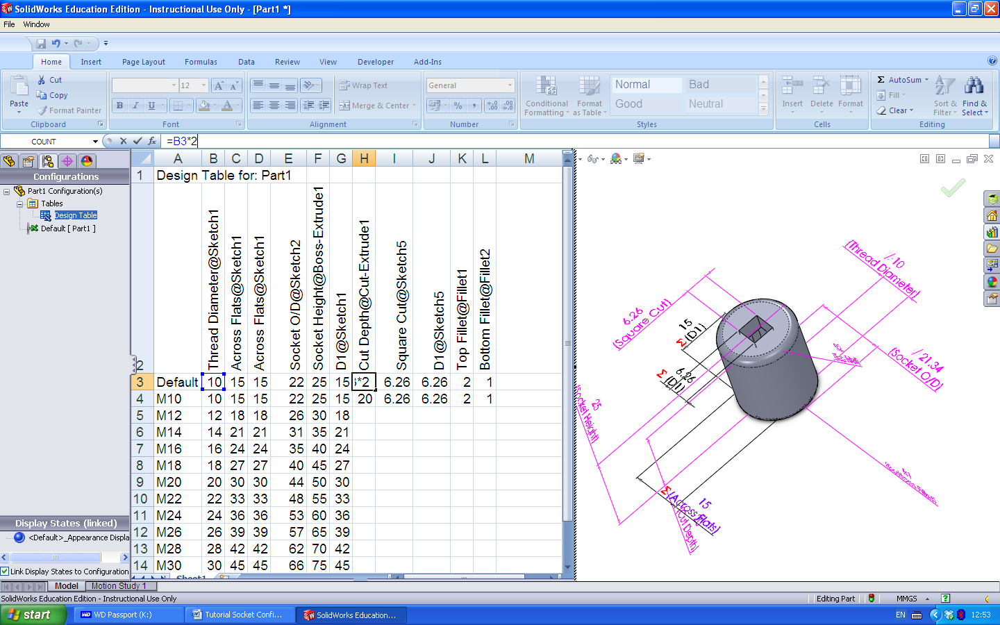 SolidWorks Education Edition - Instructional Use Only - [Part1 *]
File Window
Home Insert Page Layout Formulas Data Review View Developer Add-Ins
Paste
Cut
Copy
Format Painter
Clipboard
12
B I U
Font
Wrap Text
Merge & Center
Alignment
General
%
Number
Conditional Formatting
Format as Table
Normal Bad
Good Neutral
Styles
Insert Delete Format
Cells
Σ AutoSum
Fill
Clear
Sort & Filter
Find & Select
Editing
COUNT
fx
=B3*2
Configurations
Part1 Configuration(s)
Tables
Design Table
Default [ Part1 ]
Display States (linked)
<Default>_Appearance Displa
Link Display States to Configuration
A B C D E F G H I J K L M
1 Design Table for: Part1
2 Thread Diameter@Sketch1 Across Flats@Sketch1 Across Flats@Sketch1 Socket O/D@Sketch2 Socket Height@Boss-Extrude1 D1@Sketch1 Cut Depth@Cut-Extrude1 Square Cut@Sketch5 D1@Sketch5 Top Fillet@Fillet1 Bottom Fillet@Fillet2
3 Default 10 15 15 22 25 15 *2 6.26 6.26 2 1
4 M10 10 15 15 22 25 15 20 6.26 6.26 2 1
5 M12 12 18 18 26 30 18
6 M14 14 21 21 31 35 21
7 M16 16 24 24 35 40 24
8 M18 18 27 27 40 45 27
9 M20 20 30 30 44 50 30
10 M22 22 33 33 48 55 33
11 M24 24 36 36 53 60 36
12 M26 26 39 39 57 65 39
13 M28 28 42 42 62 70 42
14 M30 30 45 45 66 75 45
Sheet1
10
(Thread Diameter)
6.26
(Square Cut)
15
Σ(D1)
6.26
Σ(D1)
21.34
(Socket O/D)
25
(Socket Height)
15
Σ(Across Flats)
(Cut Depth)
Model Motion Study 1
SolidWorks Education Edition - Instructional Use Only
Editing Part MMGS
start
WD Passport (K:)
Tutorial Socket Confi...
SolidWorks Education...
EN
12:53